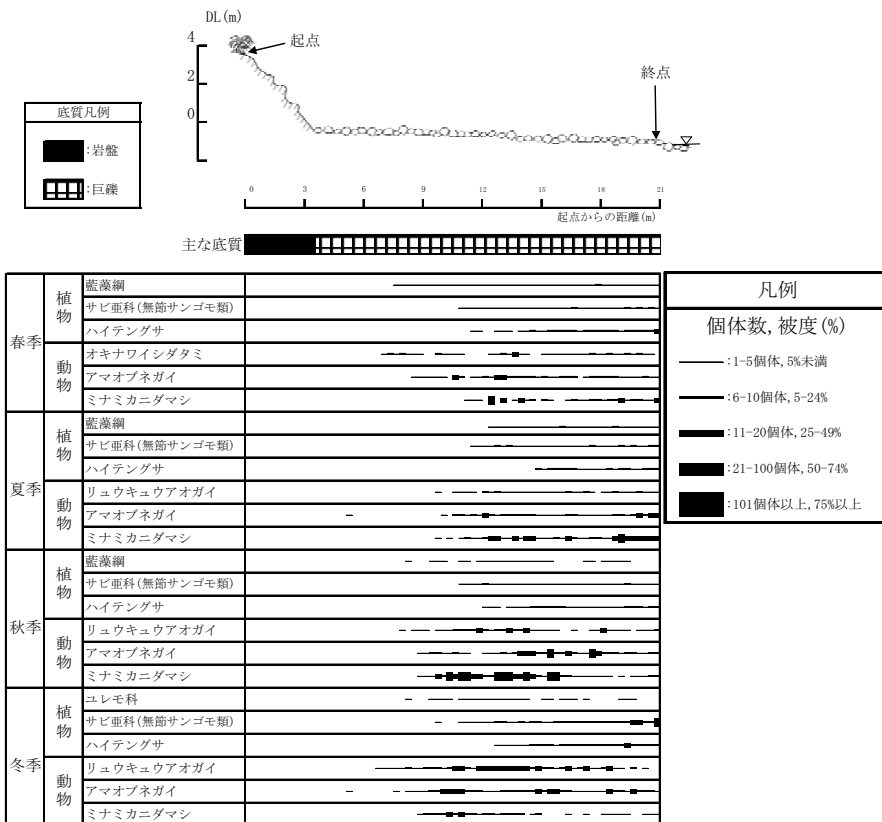 DL(m)
4
2
0
起点
終点
底質凡例
:岩盤
:巨礫
0 3 6 9 12 15 18 21
起点からの距離(m)
主な底質
春季
植物
藍藻綱
サビ亜科(無節サンゴモ類)
ハイテングサ
動物
オキナワイシダタミ
アマオブネガイ
ミナミカニダマシ
夏季
植物
藍藻綱
サビ亜科(無節サンゴモ類)
ハイテングサ
動物
リュウキュウアオガイ
アマオブネガイ
ミナミカニダマシ
秋季
植物
藍藻綱
サビ亜科(無節サンゴモ類)
ハイテングサ
動物
リュウキュウアオガイ
アマオブネガイ
ミナミカニダマシ
冬季
植物
ユレモ科
サビ亜科(無節サンゴモ類)
ハイテングサ
動物
リュウキュウアオガイ
アマオブネガイ
ミナミカニダマシ
凡例
個体数,被度(%)
:1-5個体,5%未満
:6-10個体,5-24%
:11-20個体,25-49%
:21-100個体,50-74%
:101個体以上,75%以上